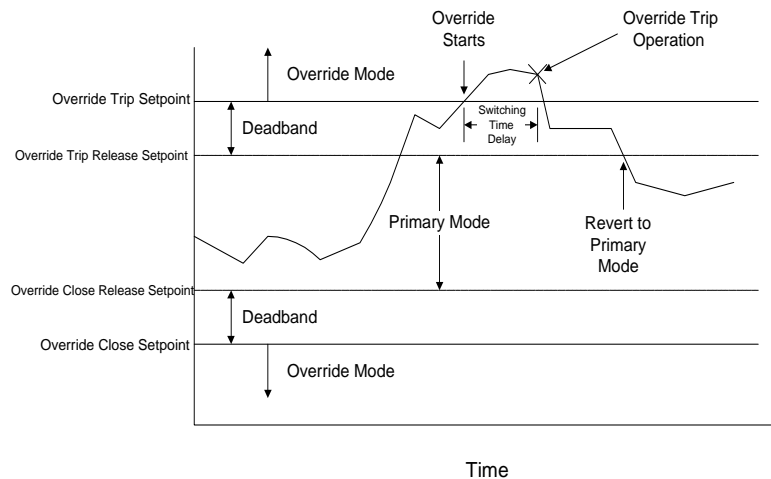 Override
Starts
Override Trip
Operation
Override Mode
Override Trip Setpoint
Deadband
Switching
Time
Delay
Override Trip Release Setpoint
Primary Mode
Revert to
Primary
Mode
Override Close Release Setpoint
Deadband
Override Close Setpoint
Override Mode
Time